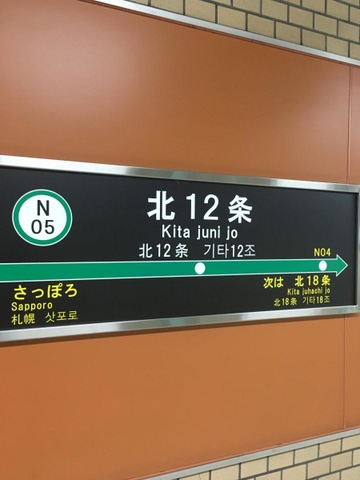 N
05
北12条
Kita juni jo
北12条 기타12조
N04
さっぽろ
Sapporo
札幌 삿포로
次は 北18条
Kita juhachi jo
北18条 기타18조